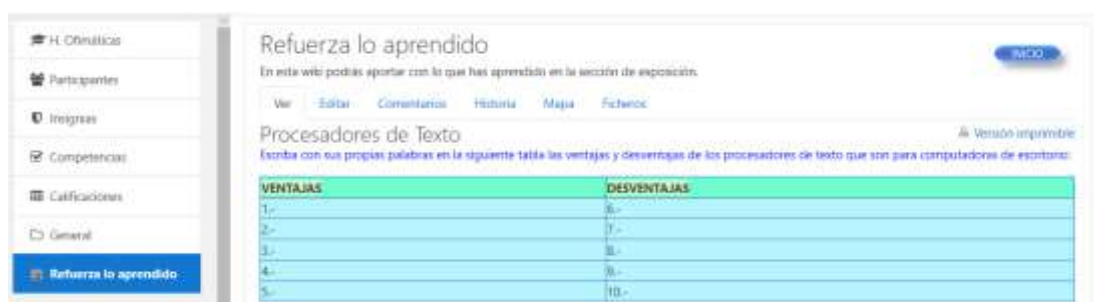 H. Ofimáticas
Participantes
Insignias
Competencias
Calificaciones
General
Refuerza lo aprendido
Refuerza lo aprendido
INICIO
En esta wiki podrás aportar con lo que has aprendido en la sección de exposición.
Ver Editar Comentarios Historia Mapa Ficheros
Procesadores de Texto
Versión imprimible
Escriba con sus propias palabras en la siguiente tabla las ventajas y desventajas de los procesadores de texto que son para computadoras de escritorio:
VENTAJAS DESVENTAJAS
1.- 6.-
2.- 7.-
3.- 8.-
4.- 9.-
5.- 10.-